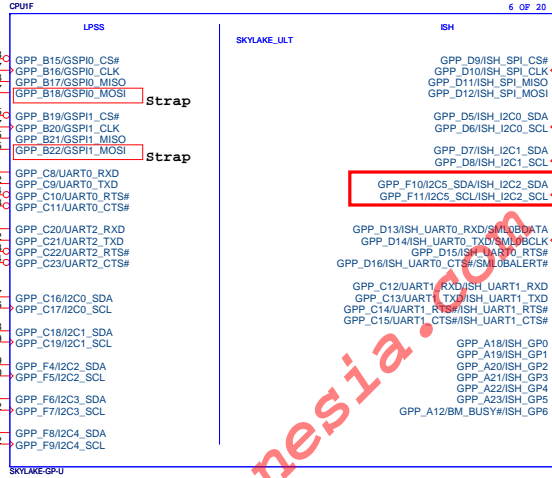 CPU1F
6 OF 20
LPSS
ISH
SKYLAKE_ULT
GPP_B15/GSPI0_CS#
GPP_B16/GSPI0_CLK
GPP_B17/GSPI0_MISO
GPP_B18/GSPI0_MOSI
Strap
GPP_B19/GSPI1_CS#
GPP_B20/GSPI1_CLK
GPP_B21/GSPI1_MISO
GPP_B22/GSPI1_MOSI
Strap
GPP_C8/UART0_RXD
GPP_C9/UART0_TXD
GPP_C10/UART0_RTS#
GPP_C11/UART0_CTS#
GPP_C20/UART2_RXD
GPP_C21/UART2_TXD
GPP_C22/UART2_RTS#
GPP_C23/UART2_CTS#
GPP_C16/I2C0_SDA
GPP_C17/I2C0_SCL
GPP_C18/I2C1_SDA
GPP_C19/I2C1_SCL
GPP_F4/I2C2_SDA
GPP_F5/I2C2_SCL
GPP_F6/I2C3_SDA
GPP_F7/I2C3_SCL
GPP_F8/I2C4_SDA
GPP_F9/I2C4_SCL
GPP_D9/ISH_SPI_CS#
GPP_D10/ISH_SPI_CLK
GPP_D11/ISH_SPI_MISO
GPP_D12/ISH_SPI_MOSI
GPP_D5/ISH_I2C0_SDA
GPP_D6/ISH_I2C0_SCL
GPP_D7/ISH_I2C1_SDA
GPP_D8/ISH_I2C1_SCL
GPP_F10/I2C5_SDA/ISH_I2C2_SDA
GPP_F11/I2C5_SCL/ISH_I2C2_SCL
GPP_D13/ISH_UART0_RXD/SML0BDATA
GPP_D14/ISH_UART0_TXD/SML0BCLK
GPP_D15/ISH_UART0_RTS#
GPP_D16/ISH_UART0_CTS#/SML0BALERT#
GPP_C12/UART1_RXD/ISH_UART1_RXD
GPP_C13/UART1_TXD/ISH_UART1_TXD
GPP_C14/UART1_RTS#/ISH_UART1_RTS#
GPP_C15/UART1_CTS#/ISH_UART1_CTS#
GPP_A18/ISH_GP0
GPP_A19/ISH_GP1
GPP_A20/ISH_GP2
GPP_A21/ISH_GP3
GPP_A22/ISH_GP4
GPP_A23/ISH_GP5
GPP_A12/BM_BUSY#/ISH_GP6
nesia.com
SKYLAKE-GP-U